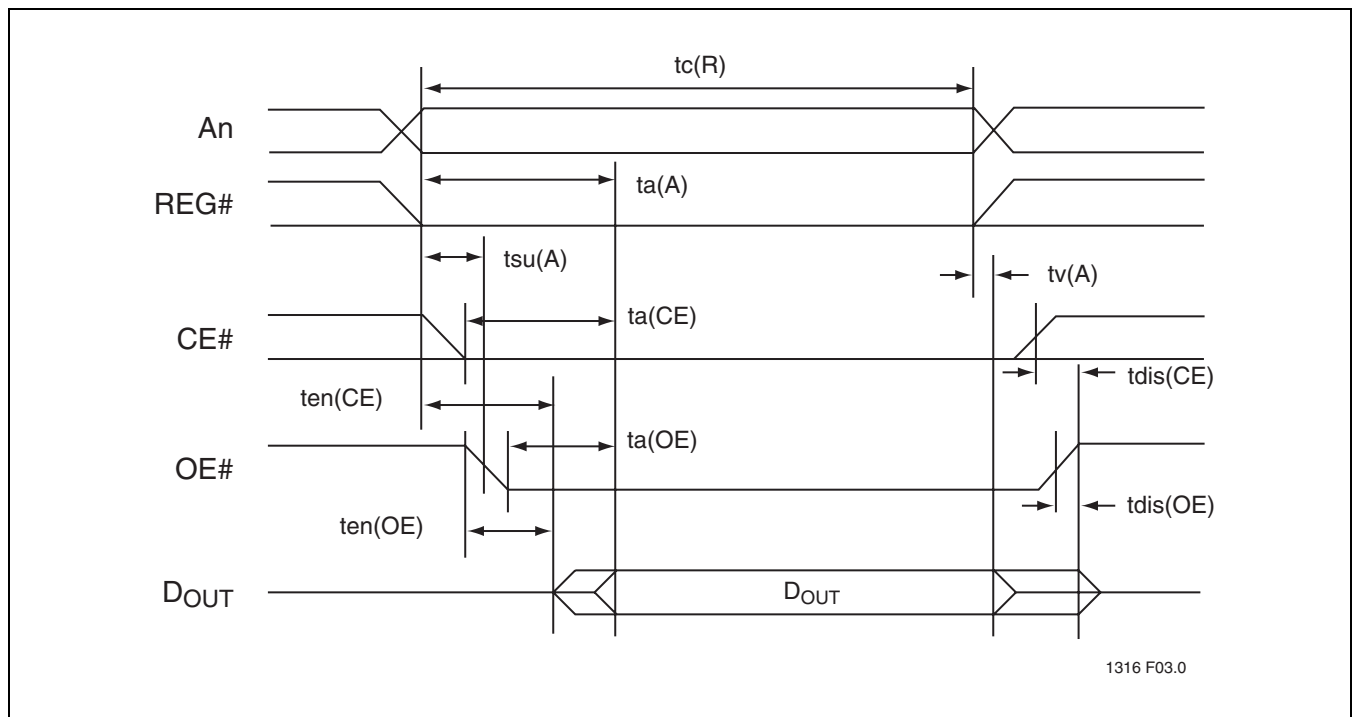 tc(R)
An
ta(A)
REG#
tsu(A)
tv(A)
ta(CE)
CE#
tdis(CE)
ten(CE)
ta(OE)
OE#
tdis(OE)
ten(OE)
DOUT
DOUT
1316 F03.0